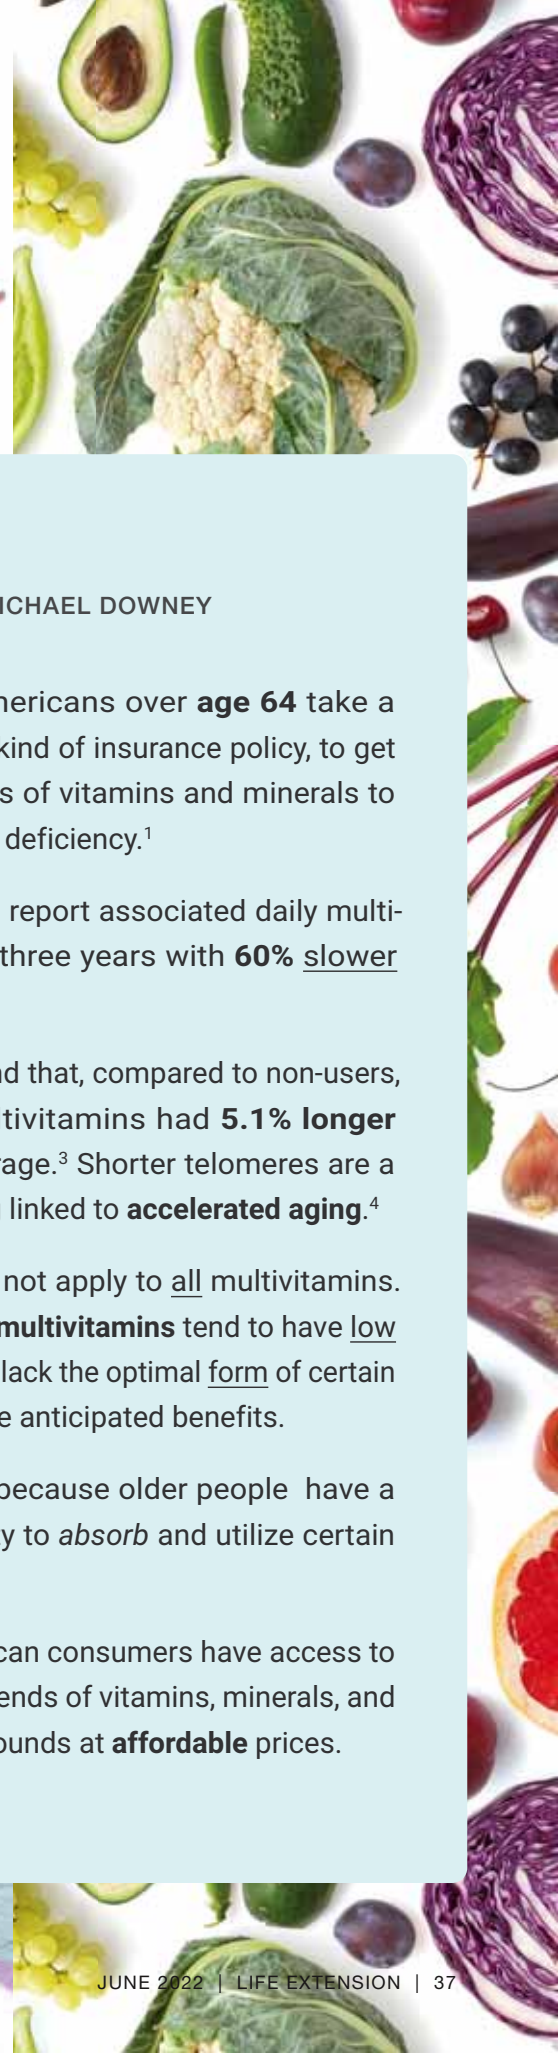 ICHAEL DOWNEY
mericans over age 64 take a
kind of insurance policy, to get
s of vitamins and minerals to
deficiency.1
report associated daily multi-
three years with 60% slower
nd that, compared to non-users,
tivitamins had 5.1% longer
rage.3 Shorter telomeres are a
linked to accelerated aging.4
not apply to all multivitamins.
multivitamins tend to have low
lack the optimal form of certain
e anticipated benefits.
because older people have a
y to absorb and utilize certain
can consumers have access to
ends of vitamins, minerals, and
ounds at affordable prices.
JUNE 2022 | LIFE EXTENSION | 37